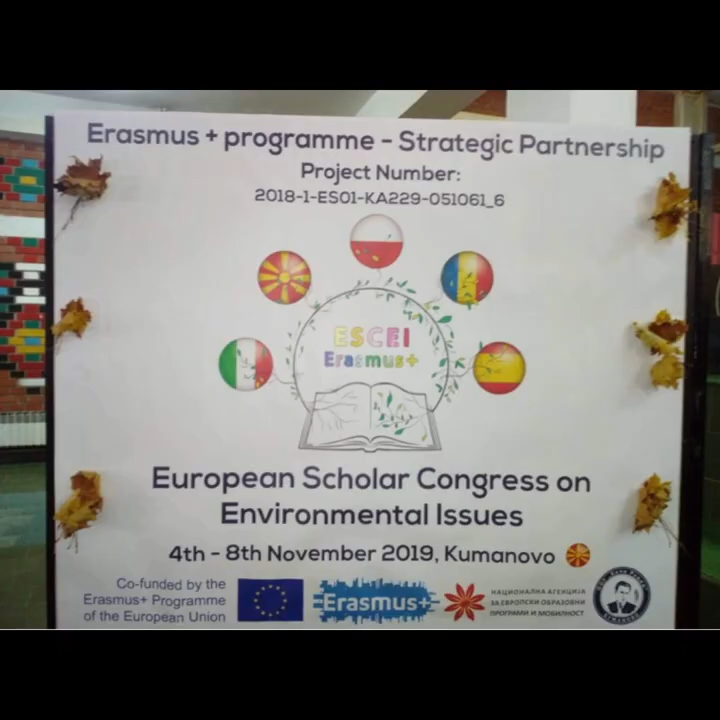 Erasmus + programme - Strategic Partnership
Project Number:
2018-1-ES01-KA229-051061_6
ESCEI
Erasmus+
European Scholar Congress on
Environmental Issues
4th - 8th November 2019, Kumanovo
Co-funded by the
Erasmus+ Programme
of the European Union
Erasmus+
НАЦИОНАЛНА АГЕНЦИЈА
ЗА ЕВРОПСКИ ОБРАЗОВНИ
ПРОГРАМИ И МОБИЛНОСТ